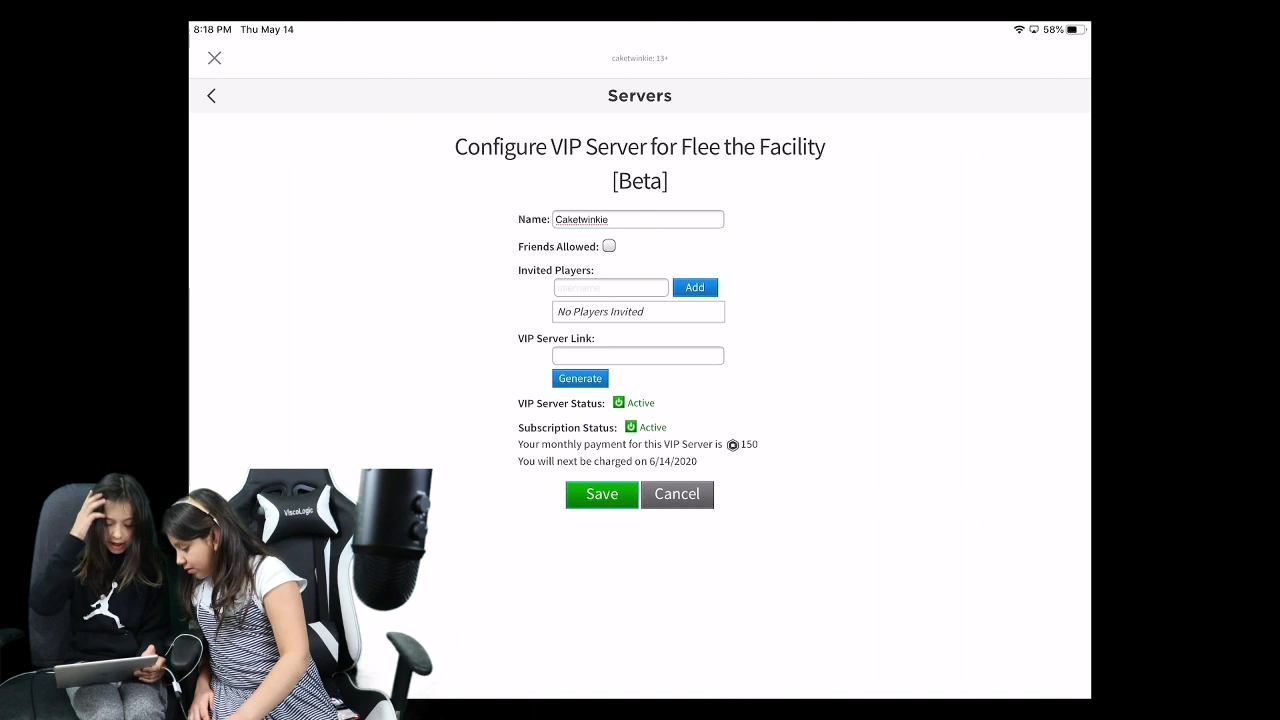 8:18 PM Thu May 14
58%
caketwinkie: 13+
Servers
Configure VIP Server for Flee the Facility
[Beta]
Name: Caketwinkie
Friends Allowed:
Invited Players:
username Add
No Players Invited
VIP Server Link:
Generate
VIP Server Status: Active
Subscription Status: Active
Your monthly payment for this VIP Server is 150
You will next be charged on 6/14/2020
Save Cancel
ViscoLogic